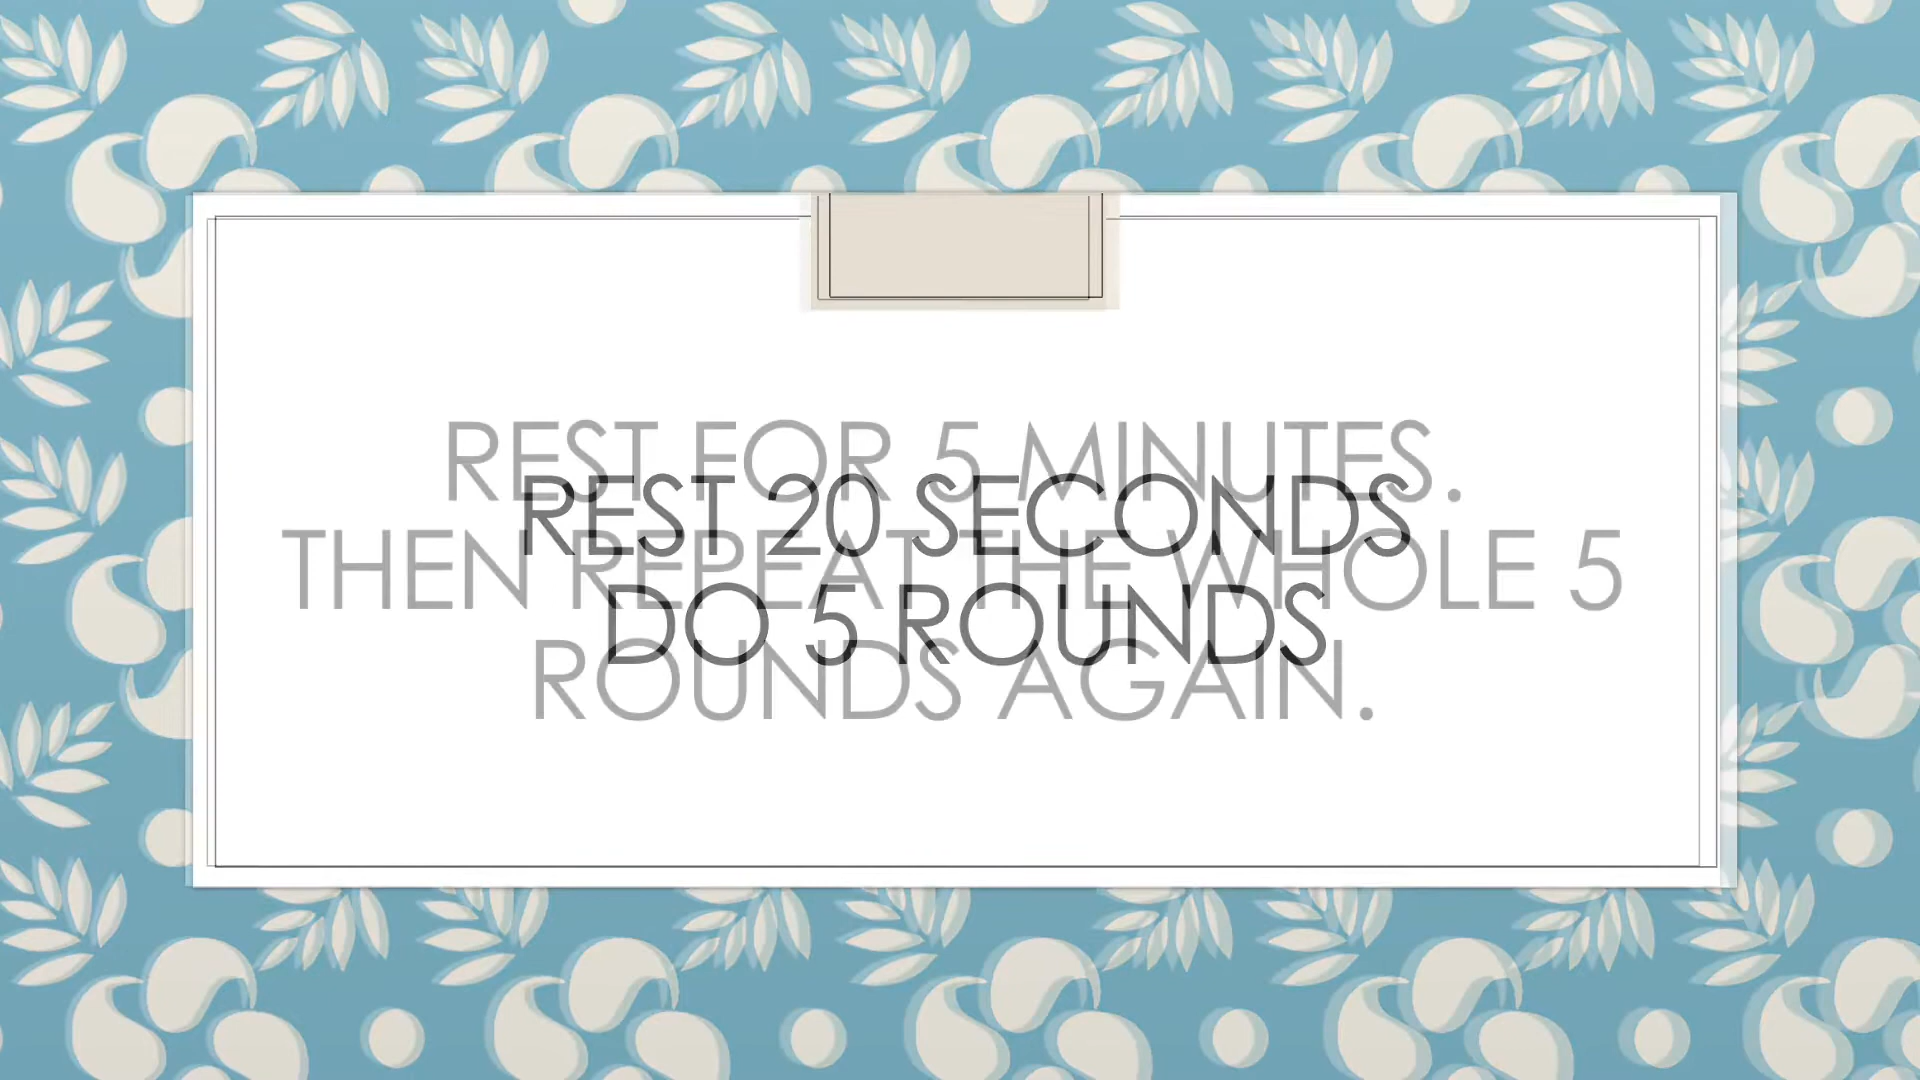 REST FOR 5 MINUTES.
THEN REPEAT THE WHOLE 5
ROUNDS AGAIN.
REST 20 SECONDS
DO 5 ROUNDS